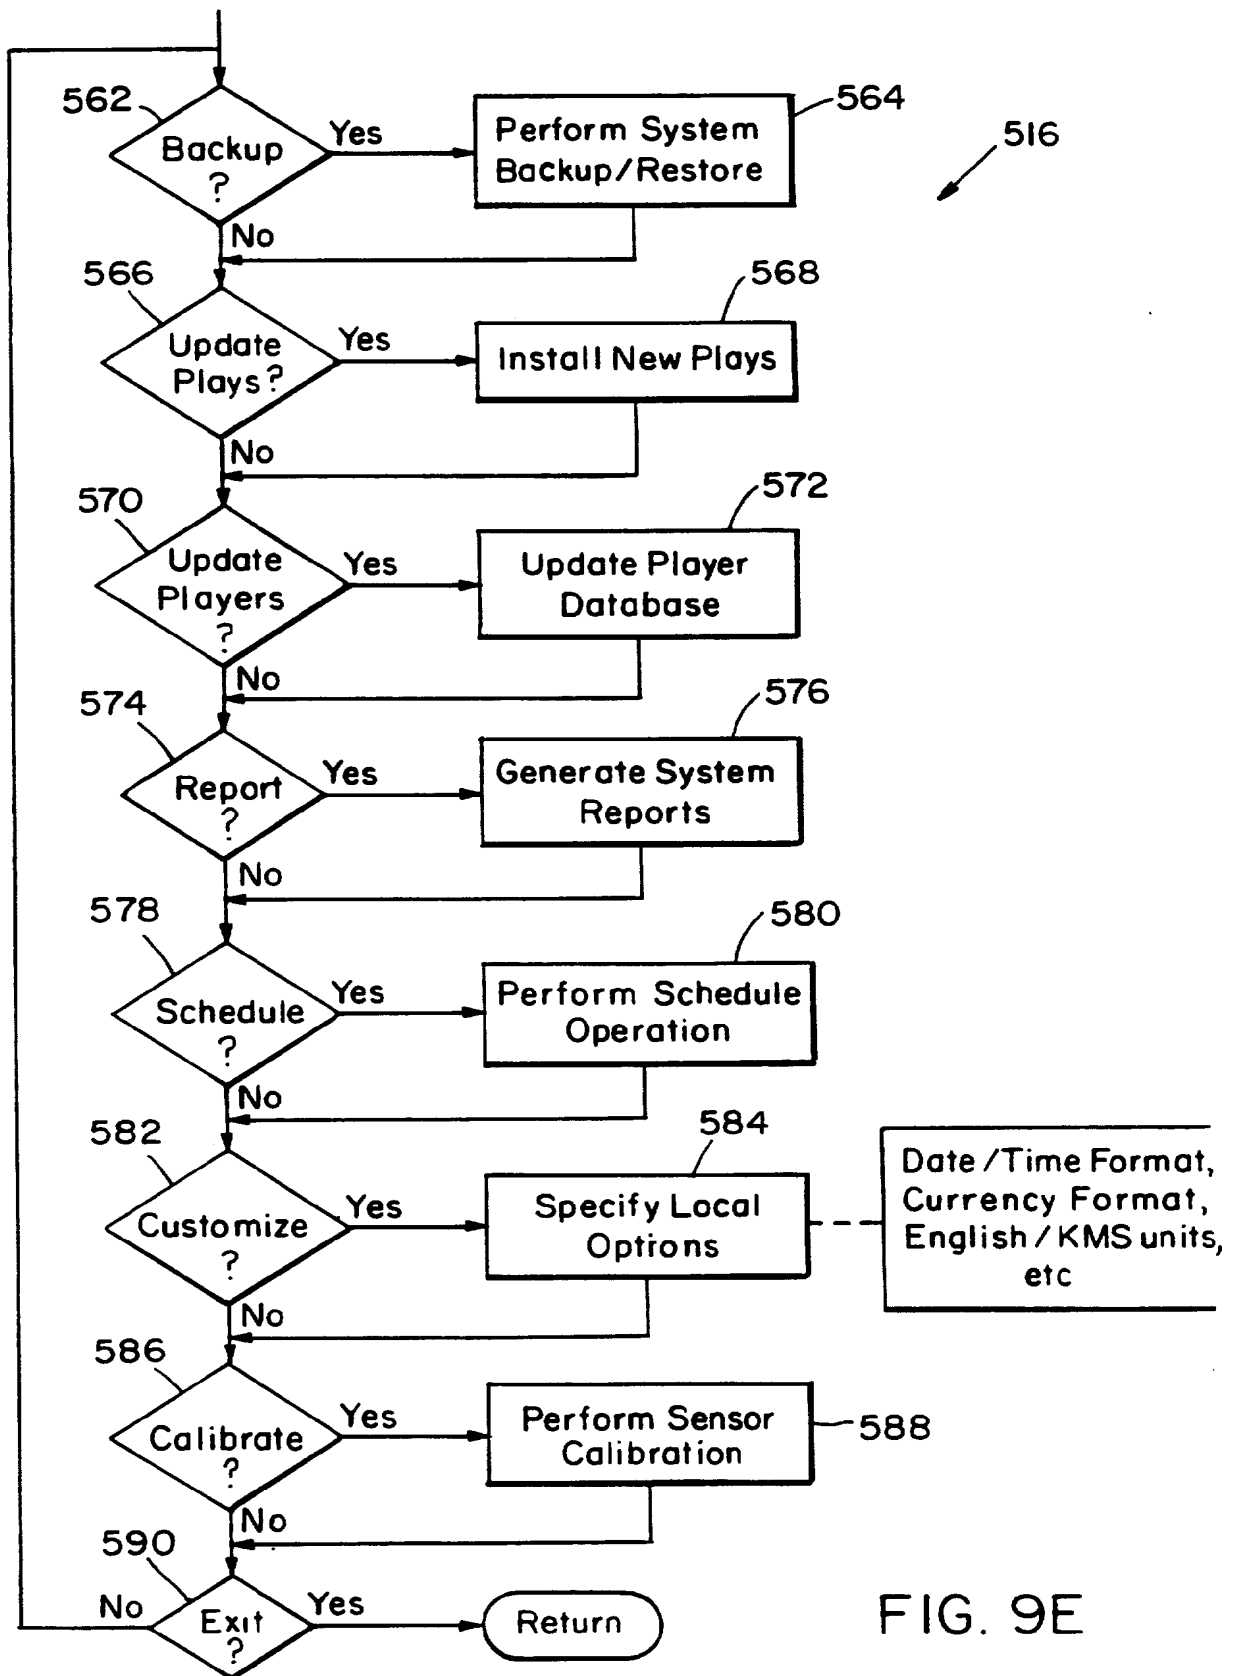 562
Backup
?
Yes
Perform System
Backup/Restore
564
516
No
566
Update
Plays?
Yes
Install New Plays
568
No
570
Update
Players
?
Yes
Update Player
Database
572
No
574
Report
?
Yes
Generate System
Reports
576
No
578
Schedule
?
Yes
Perform Schedule
Operation
580
No
582
Customize
?
Yes
Specify Local
Options
584
Date/Time Format,
Currency Format,
English/KMS units,
etc
No
586
Calibrate
?
Yes
Perform Sensor
Calibration
588
No
590
Exit
?
No
Yes
Return
FIG. 9E